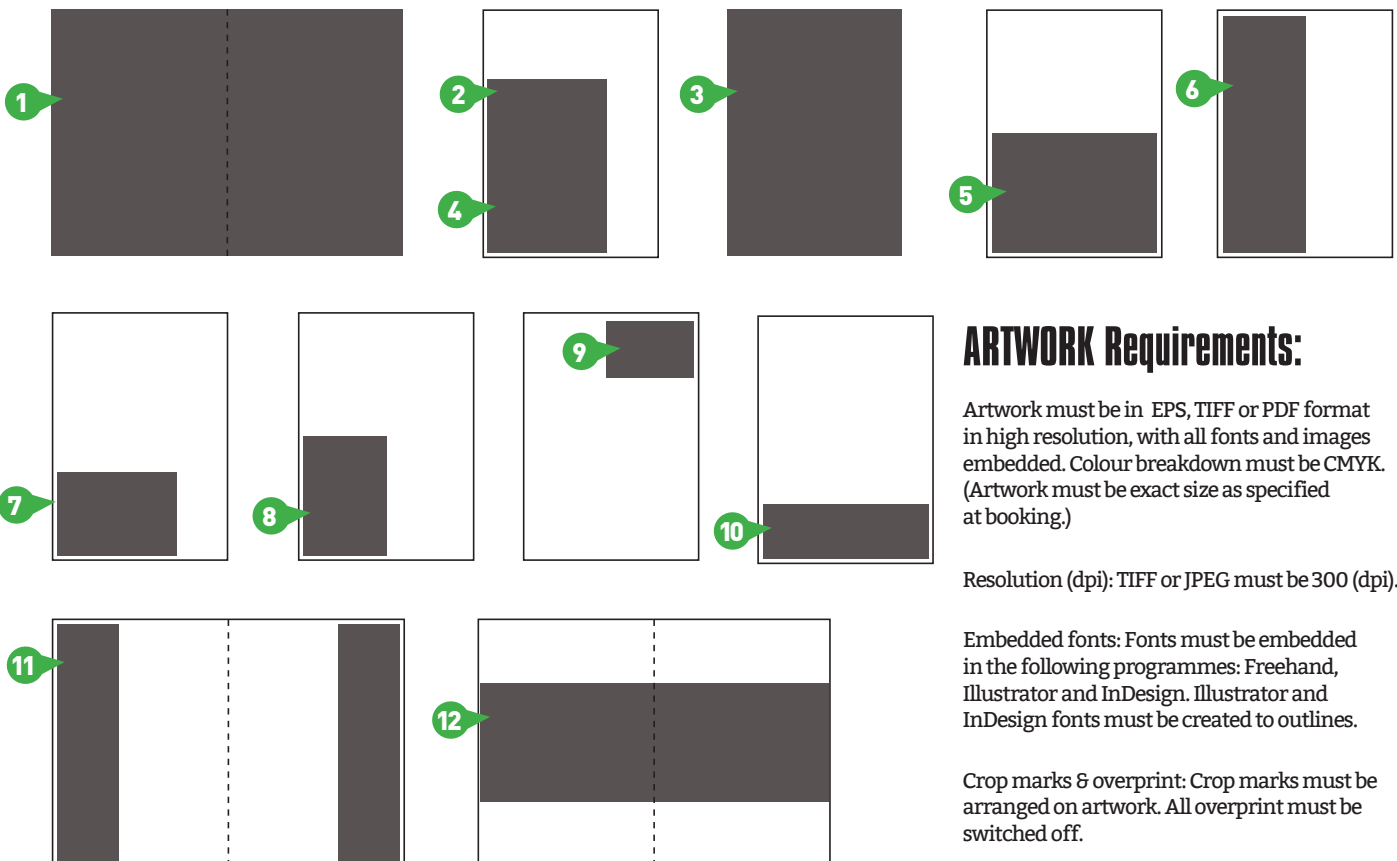 1
2
3
4
5
6
7
8
9
10
11
12
ARTWORK Requirements:
Artwork must be in EPS, TIFF or PDF format
in high resolution, with all fonts and images
embedded. Colour breakdown must be CMYK.
(Artwork must be exact size as specified
at booking.)
Resolution (dpi): TIFF or JPEG must be 300 (dpi).
Embedded fonts: Fonts must be embedded
in the following programmes: Freehand,
Illustrator and InDesign. Illustrator and
InDesign fonts must be created to outlines.
Crop marks & overprint: Crop marks must be
arranged on artwork. All overprint must be
switched off.